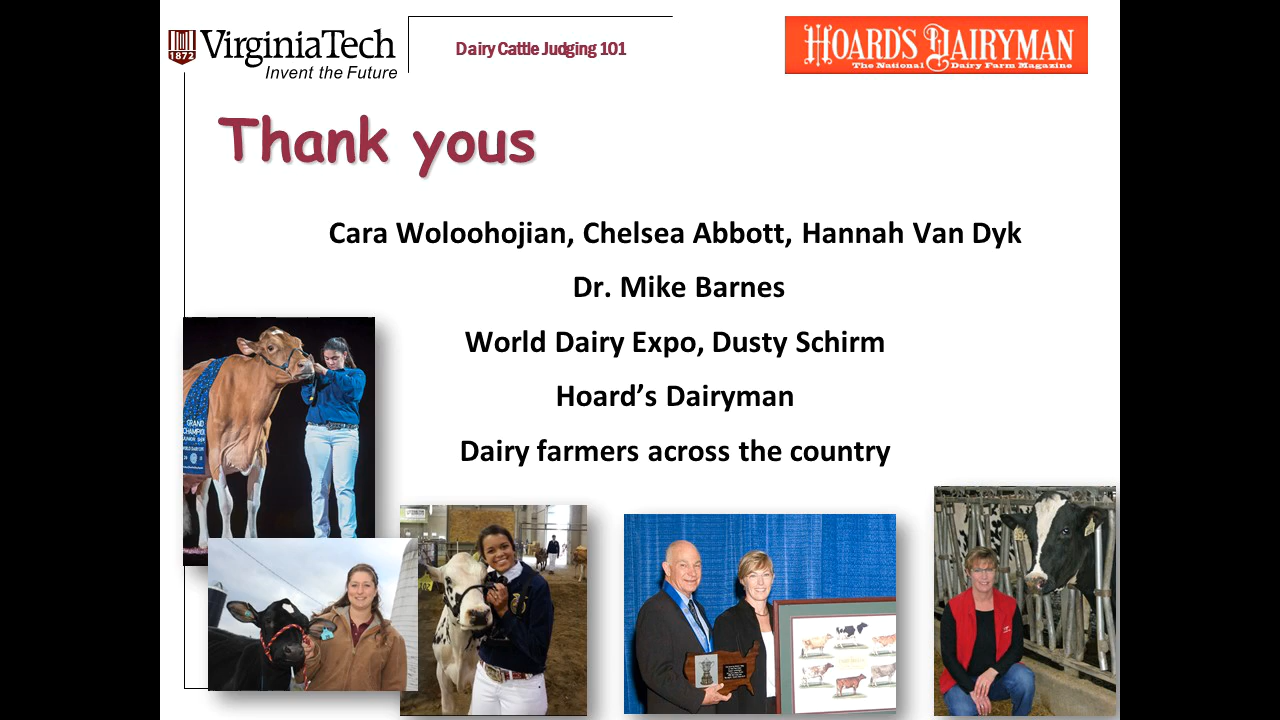 VirginiaTech
1872
Invent the Future
Dairy Cattle Judging 101
HOARD'S DAIRYMAN
The National Dairy Farm Magazine
Thank yous
Cara Woloohojian, Chelsea Abbott, Hannah Van Dyk
Dr. Mike Barnes
World Dairy Expo, Dusty Schirm
Hoard’s Dairyman
Dairy farmers across the country
GRAND
CHAMPION